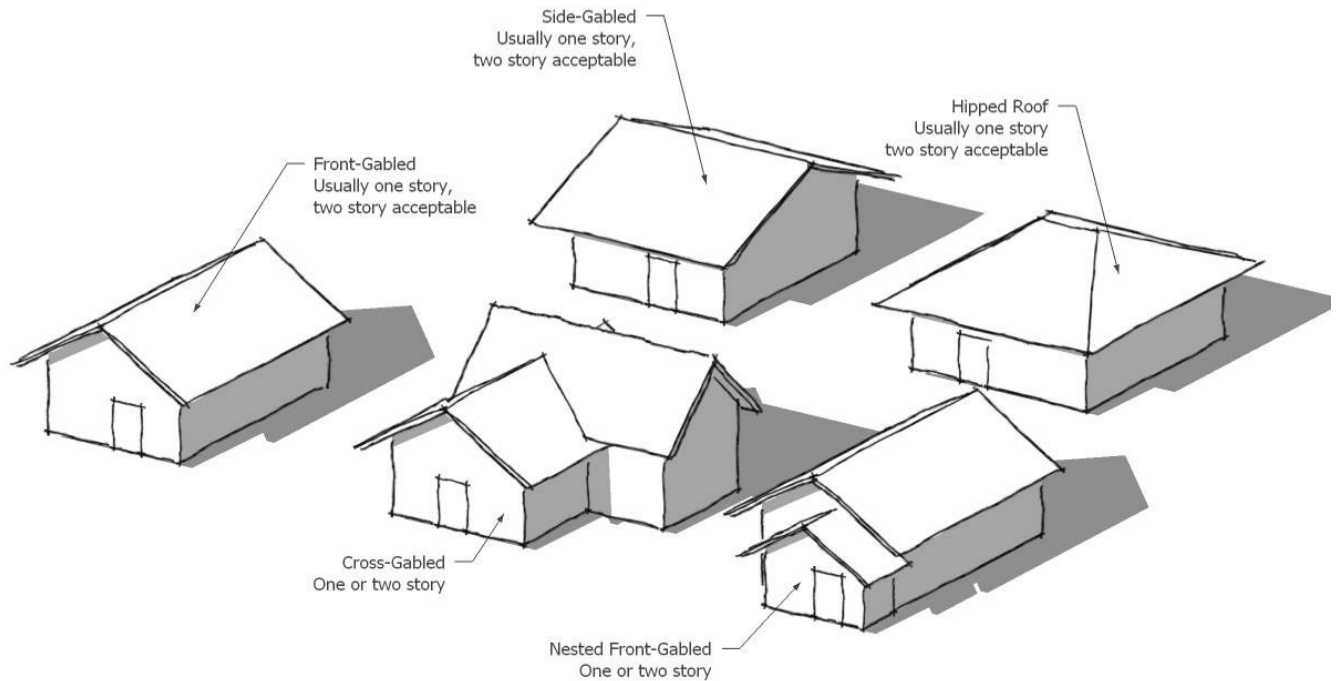 Side-Gabled
Usually one story,
two story acceptable
Hipped Roof
Usually one story
two story acceptable
Front-Gabled
Usually one story,
two story acceptable
Cross-Gabled
One or two story
Nested Front-Gabled
One or two story